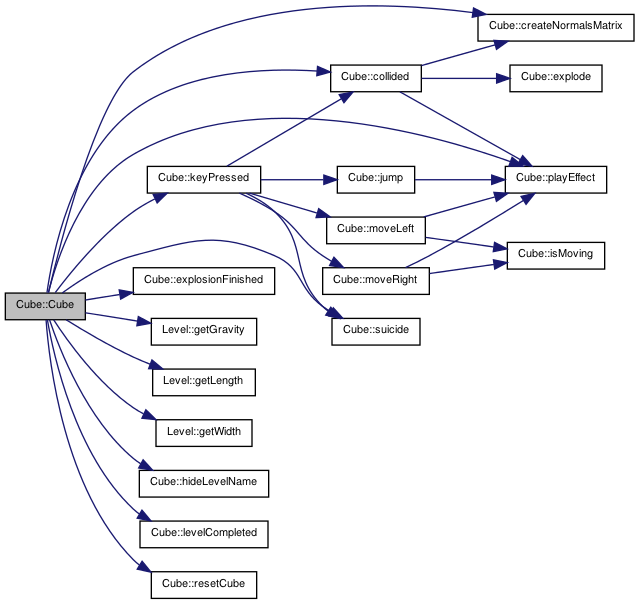 Cube::createNormalsMatrix
Cube::collided
Cube::explode
Cube::keyPressed
Cube::jump
Cube::playEffect
Cube::moveLeft
Cube::isMoving
Cube::explosionFinished
Cube::moveRight
Cube::Cube
Level::getGravity
Cube::suicide
Level::getLength
Level::getWidth
Cube::hideLevelName
Cube::levelCompleted
Cube::resetCube